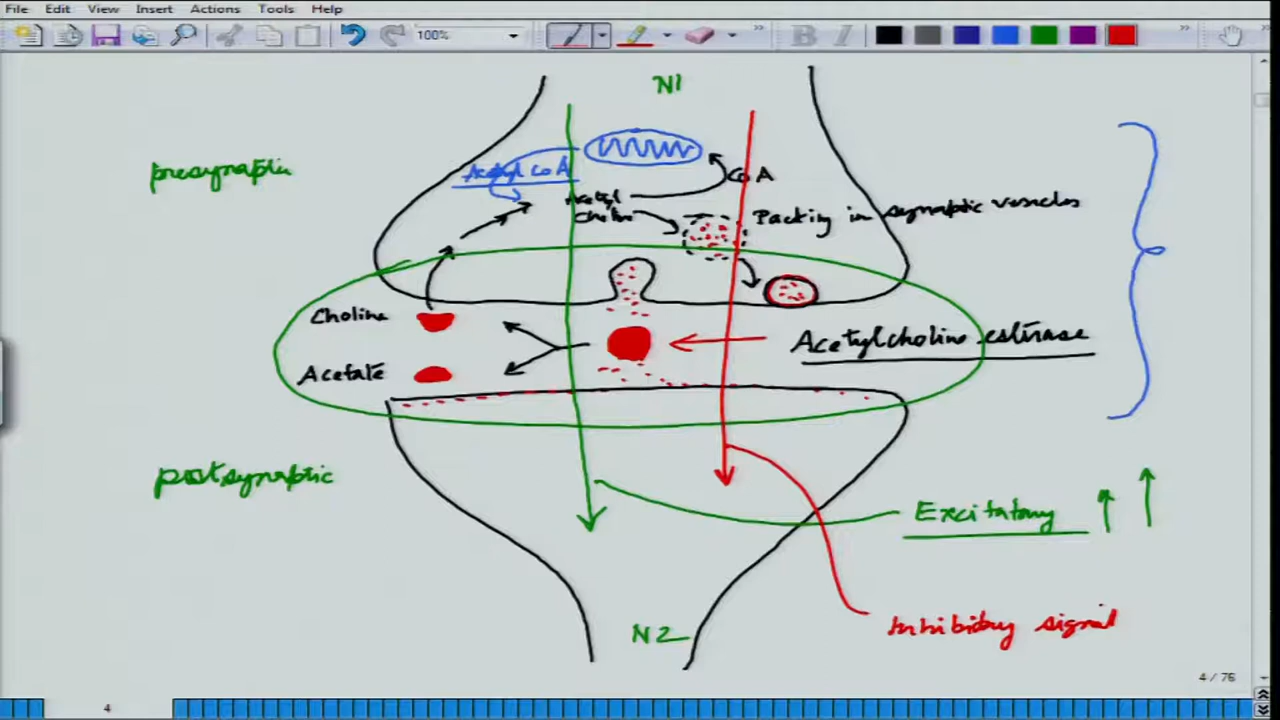 File Edit View Insert Actions Tools Help
100%
B I
N1
presynaptic
Acetyl CoA
CoA
Acetyl
Choline
Packing in synaptic vesicles
Choline
Acetylcholine esterase
Acetate
postsynaptic
Excitatory
Inhibitory signal
N2
4 / 76
4